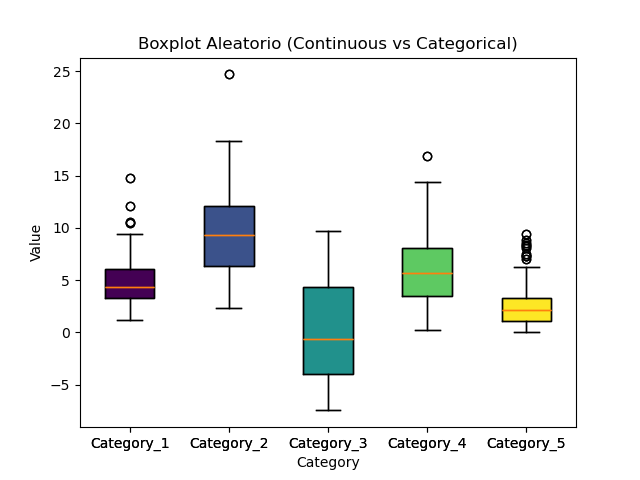 Boxplot Aleatorio (Continuous vs Categorical)
25
20
15
10
5
0
−5
Value
Category_1 Category_2 Category_3 Category_4 Category_5
Category